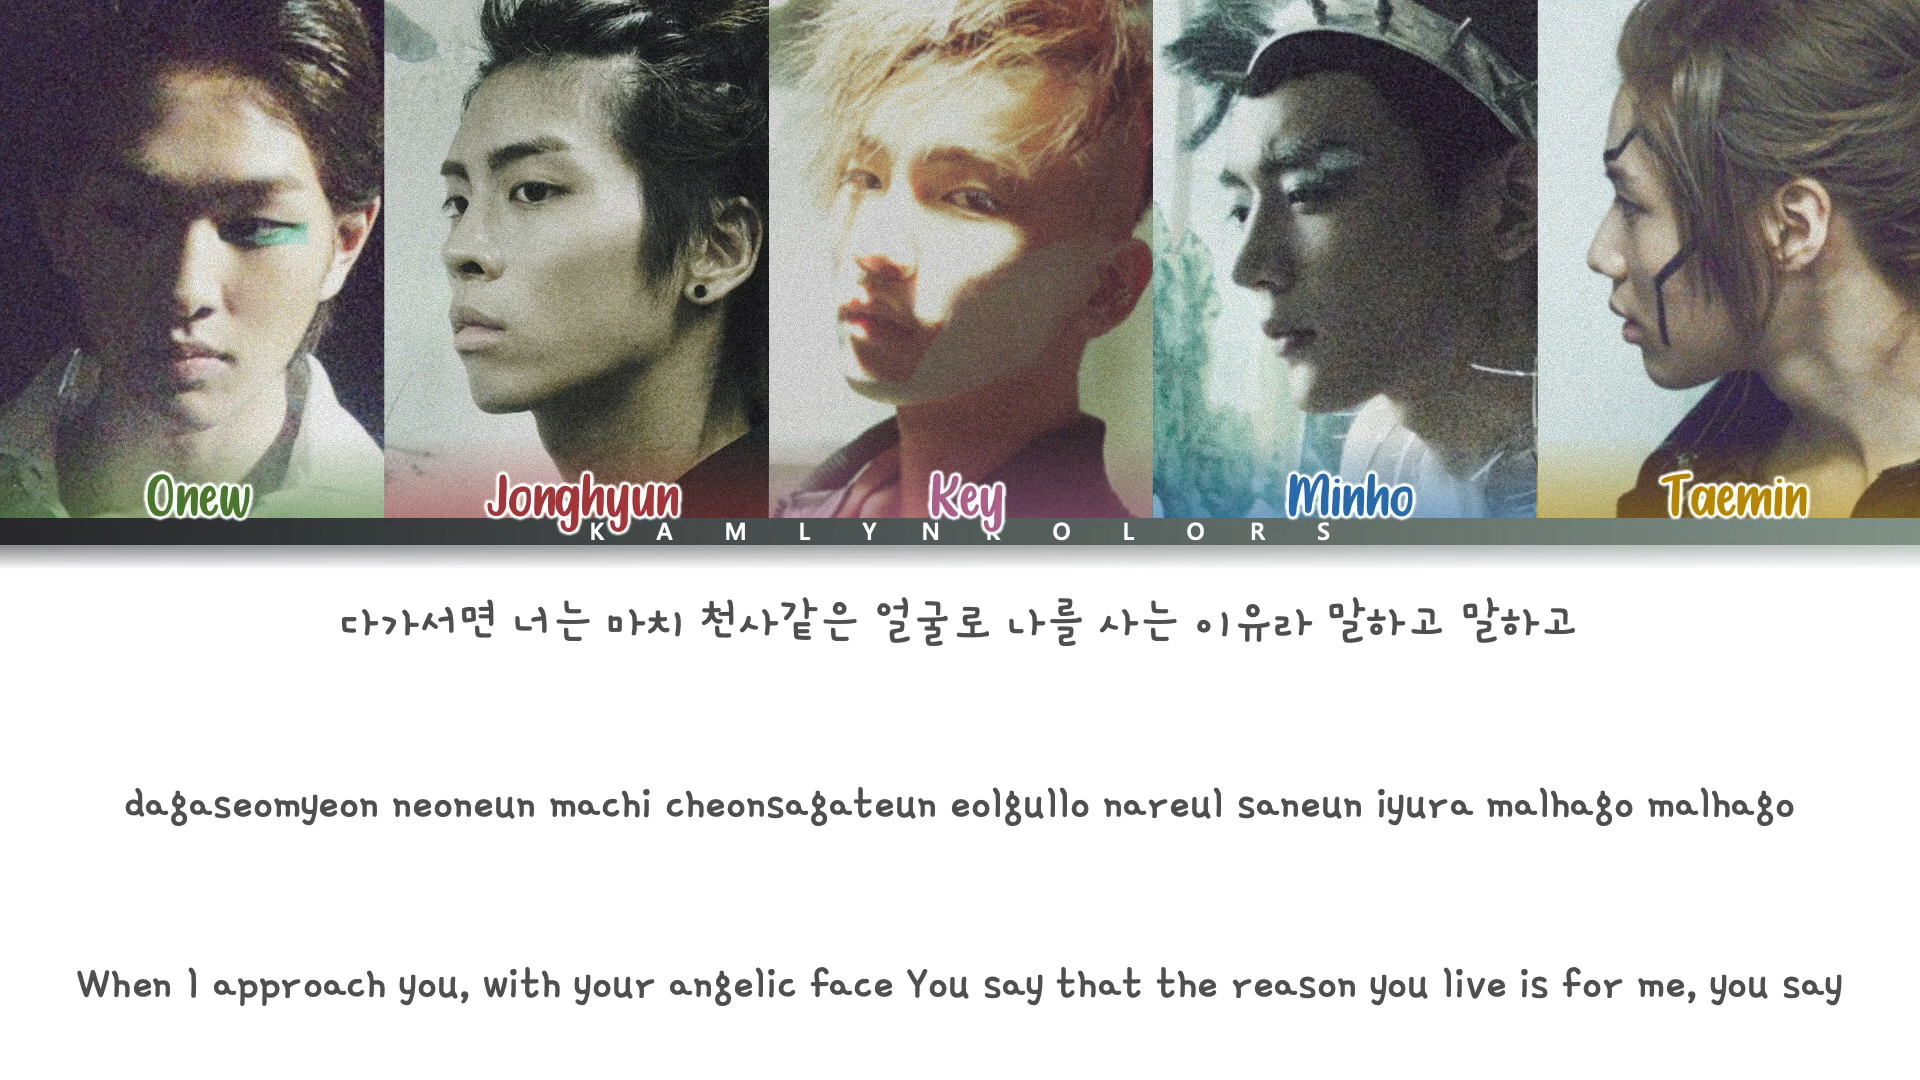 Onew Jonghyun Key Minho Taemin
KAMLYNKOLORS
다가서면 너는 마치 천사같은 얼굴로 나를 사는 이유라 말하고 말하고
dagaseomyeon neoneun machi cheonsagateun eolgullo nareul saneun iyura malhago malhago
When I approach you, with your angelic face You say that the reason you live is for me, you say